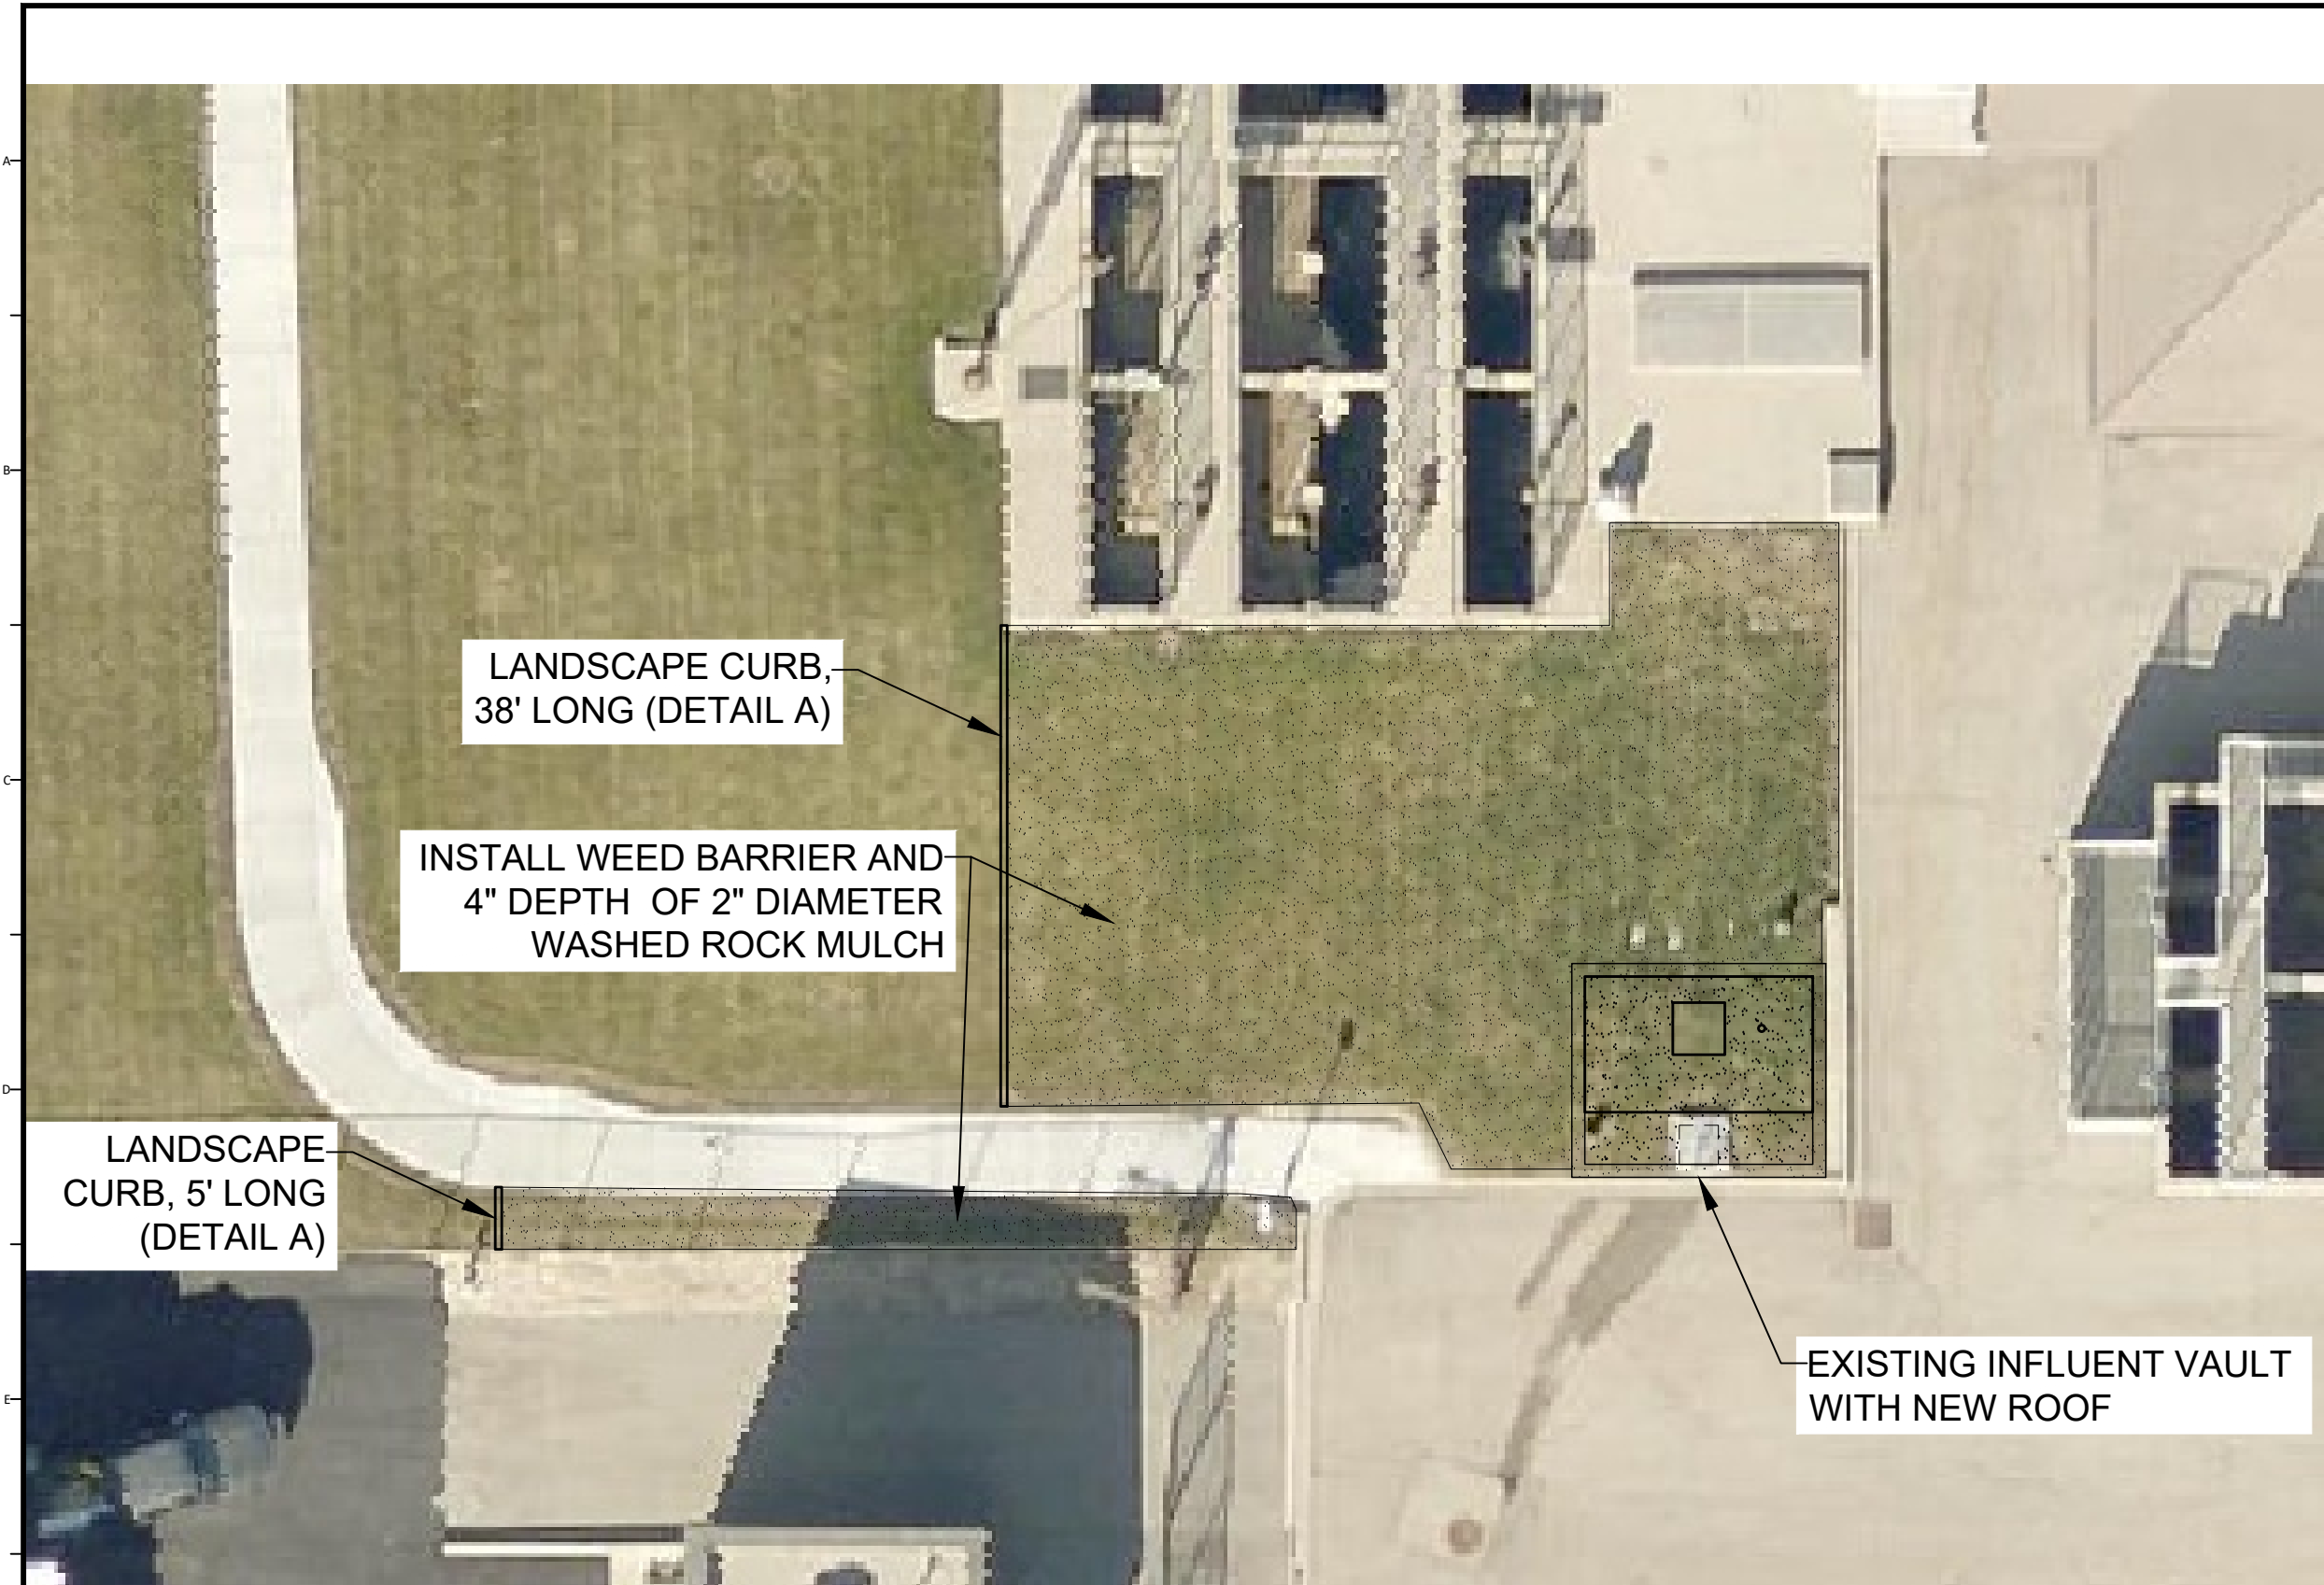 A
B
LANDSCAPE CURB,
38' LONG (DETAIL A)
C
INSTALL WEED BARRIER AND
4" DEPTH OF 2" DIAMETER
WASHED ROCK MULCH
D
LANDSCAPE
CURB, 5' LONG
(DETAIL A)
EXISTING INFLUENT VAULT
WITH NEW ROOF
E